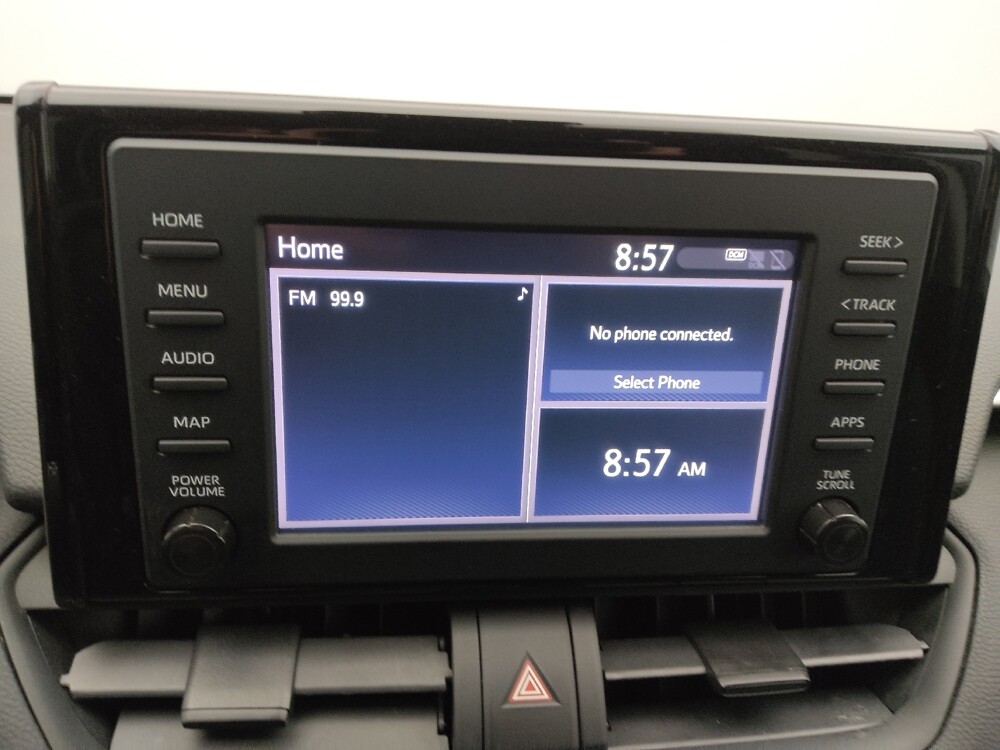 HOME
MENU
AUDIO
MAP
POWER
VOLUME
Home
8:57
DCM
FM 99.9
No phone connected.
Select Phone
8:57 AM
SEEK >
< TRACK
PHONE
APPS
TUNE
SCROLL